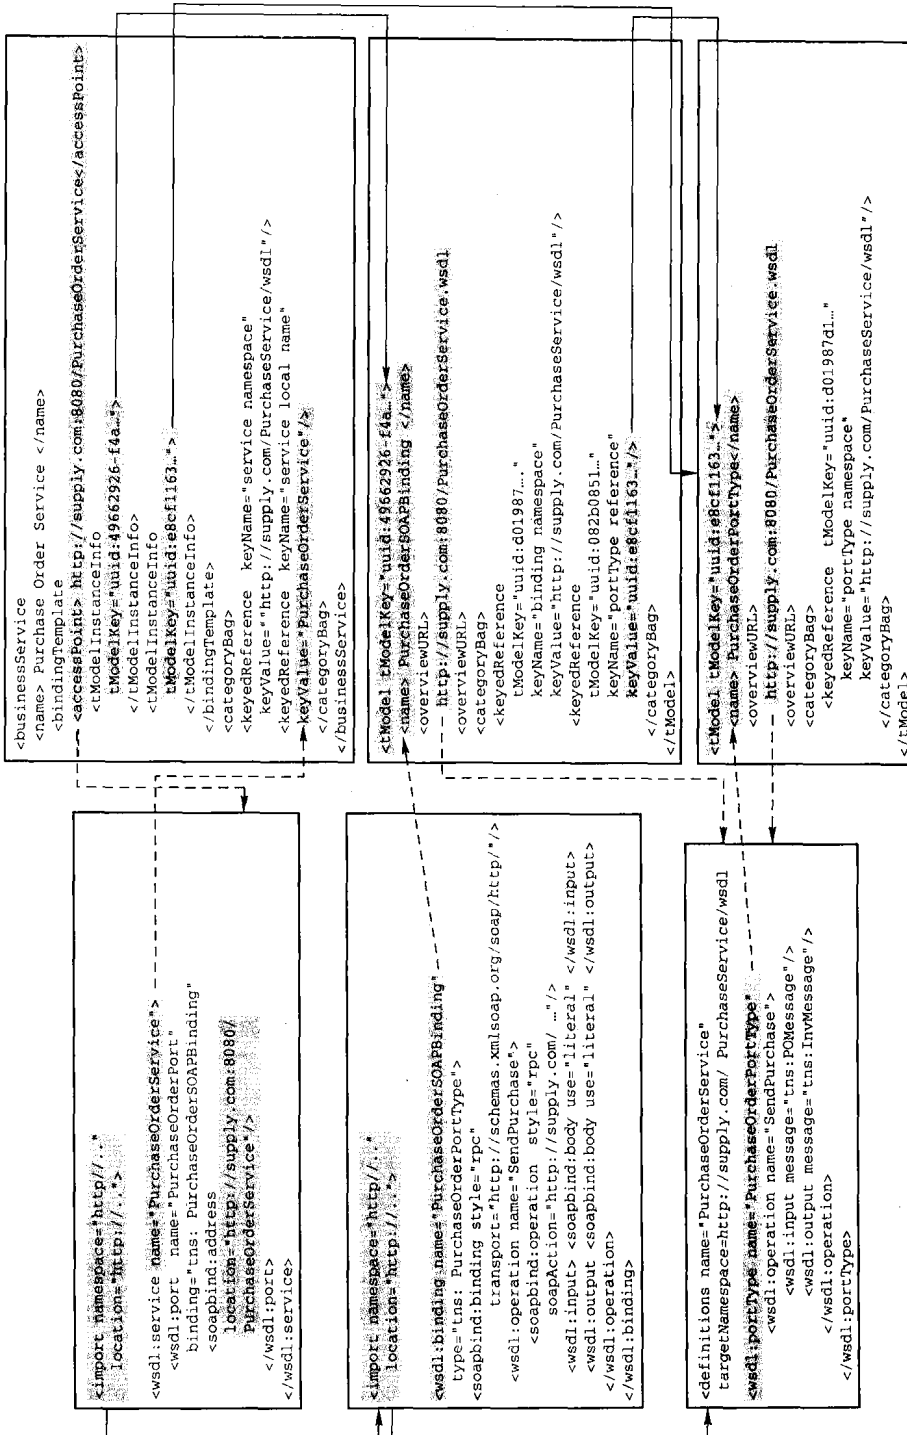 <import namespace="http//.."
location="http://..">
<wsdl:service name="PurchaseOrderService">
<wsdl:port name="PurchaseOrderPort"
binding="tns: PurchaseOrderSOAPBinding"
<soapbind:address
location="http://supply.com:8080/
PurchaseOrderService"/>
</wsdl:port>
</wsdl:service>
<businessService
<name> Purchase Order Service </name>
<bindingTemplate
<accessPoint> http://supply.com:8080/PurchaseOrderService</accessPoint>
<tModelInstanceInfo
tModelKey="uuid:49662926-f4a…">
</tModelInstanceInfo>
<tModelInstanceInfo
tModelKey="uuid:e8cf1163…">
</tModelInstanceInfo>
</bindingTemplate>
<categoryBag>
<keyedReference keyName="service namespace"
keyValue="http://supply.com/PurchaseService/wsdl"/>
<keyedReference keyName="service local name"
keyValue="PurchaseOrderService"/>
</categoryBag>
</businessService>
<import namespace="http//.."
location="http://..">
<wsdl:binding name="PurchaseOrderSOAPBinding"
type="tns: PurchaseOrderPortType">
<soapbind:binding style="rpc"
transport="http://schemas.xmlsoap.org/soap/http/"/>
<wsdl:operation name="SendPurchase">
<soapbind:operation style="rpc"
soapAction="http://supply.com/ …"/>
<wsdl:input> <soapbind:body use="literal" </wsdl:input>
<wsdl:output <soapbind:body use="literal" </wsdl:output>
</wsdl:operation>
</wsdl:binding>
<tModel tModelKey="uuid:49662926-f4a…">
<name> PurchaseOrderSOAPBinding </name>
<overviewURL>
http://supply.com:8080/PurchaseOrderService.wsdl
<overviewURL>
<categoryBag>
<keyedReference
tModelKey="uuid:d01987...."
keyName="binding namespace"
keyValue="http://supply.com/PurchaseService/wsdl"/>
<keyedReference
tModelKey="uuid:082b0851…"
keyName="portType reference"
keyValue="uuid:e8cf1163…"/>
</categoryBag>
</tModel>
<definitions name="PurchaseOrderService"
targetNamespace=http://supply.com/ PurchaseService/wsdl
<wsdl:portType name="PurchaseOrderPortType"
<wsdl:operation name="SendPurchase">
<wsdl:input message="tns:POMessage"/>
<wsdl:output message="tns:InvMessage"/>
</wsdl:operation>
</wsdl:portType>
<tModel tModelKey="uuid:e8cf1163…">
<name> PurchaseOrderPortType</name>
<overviewURL>
http://supply.com:8080/PurchaseOrderService.wsdl
<overviewURL>
<categoryBag>
<keyedReference tModelKey="uuid:d01987d1…"
keyName="portType namespace"
keyValue="http://supply.com/PurchaseService/wsdl"/>
</categoryBag>
</tModel>